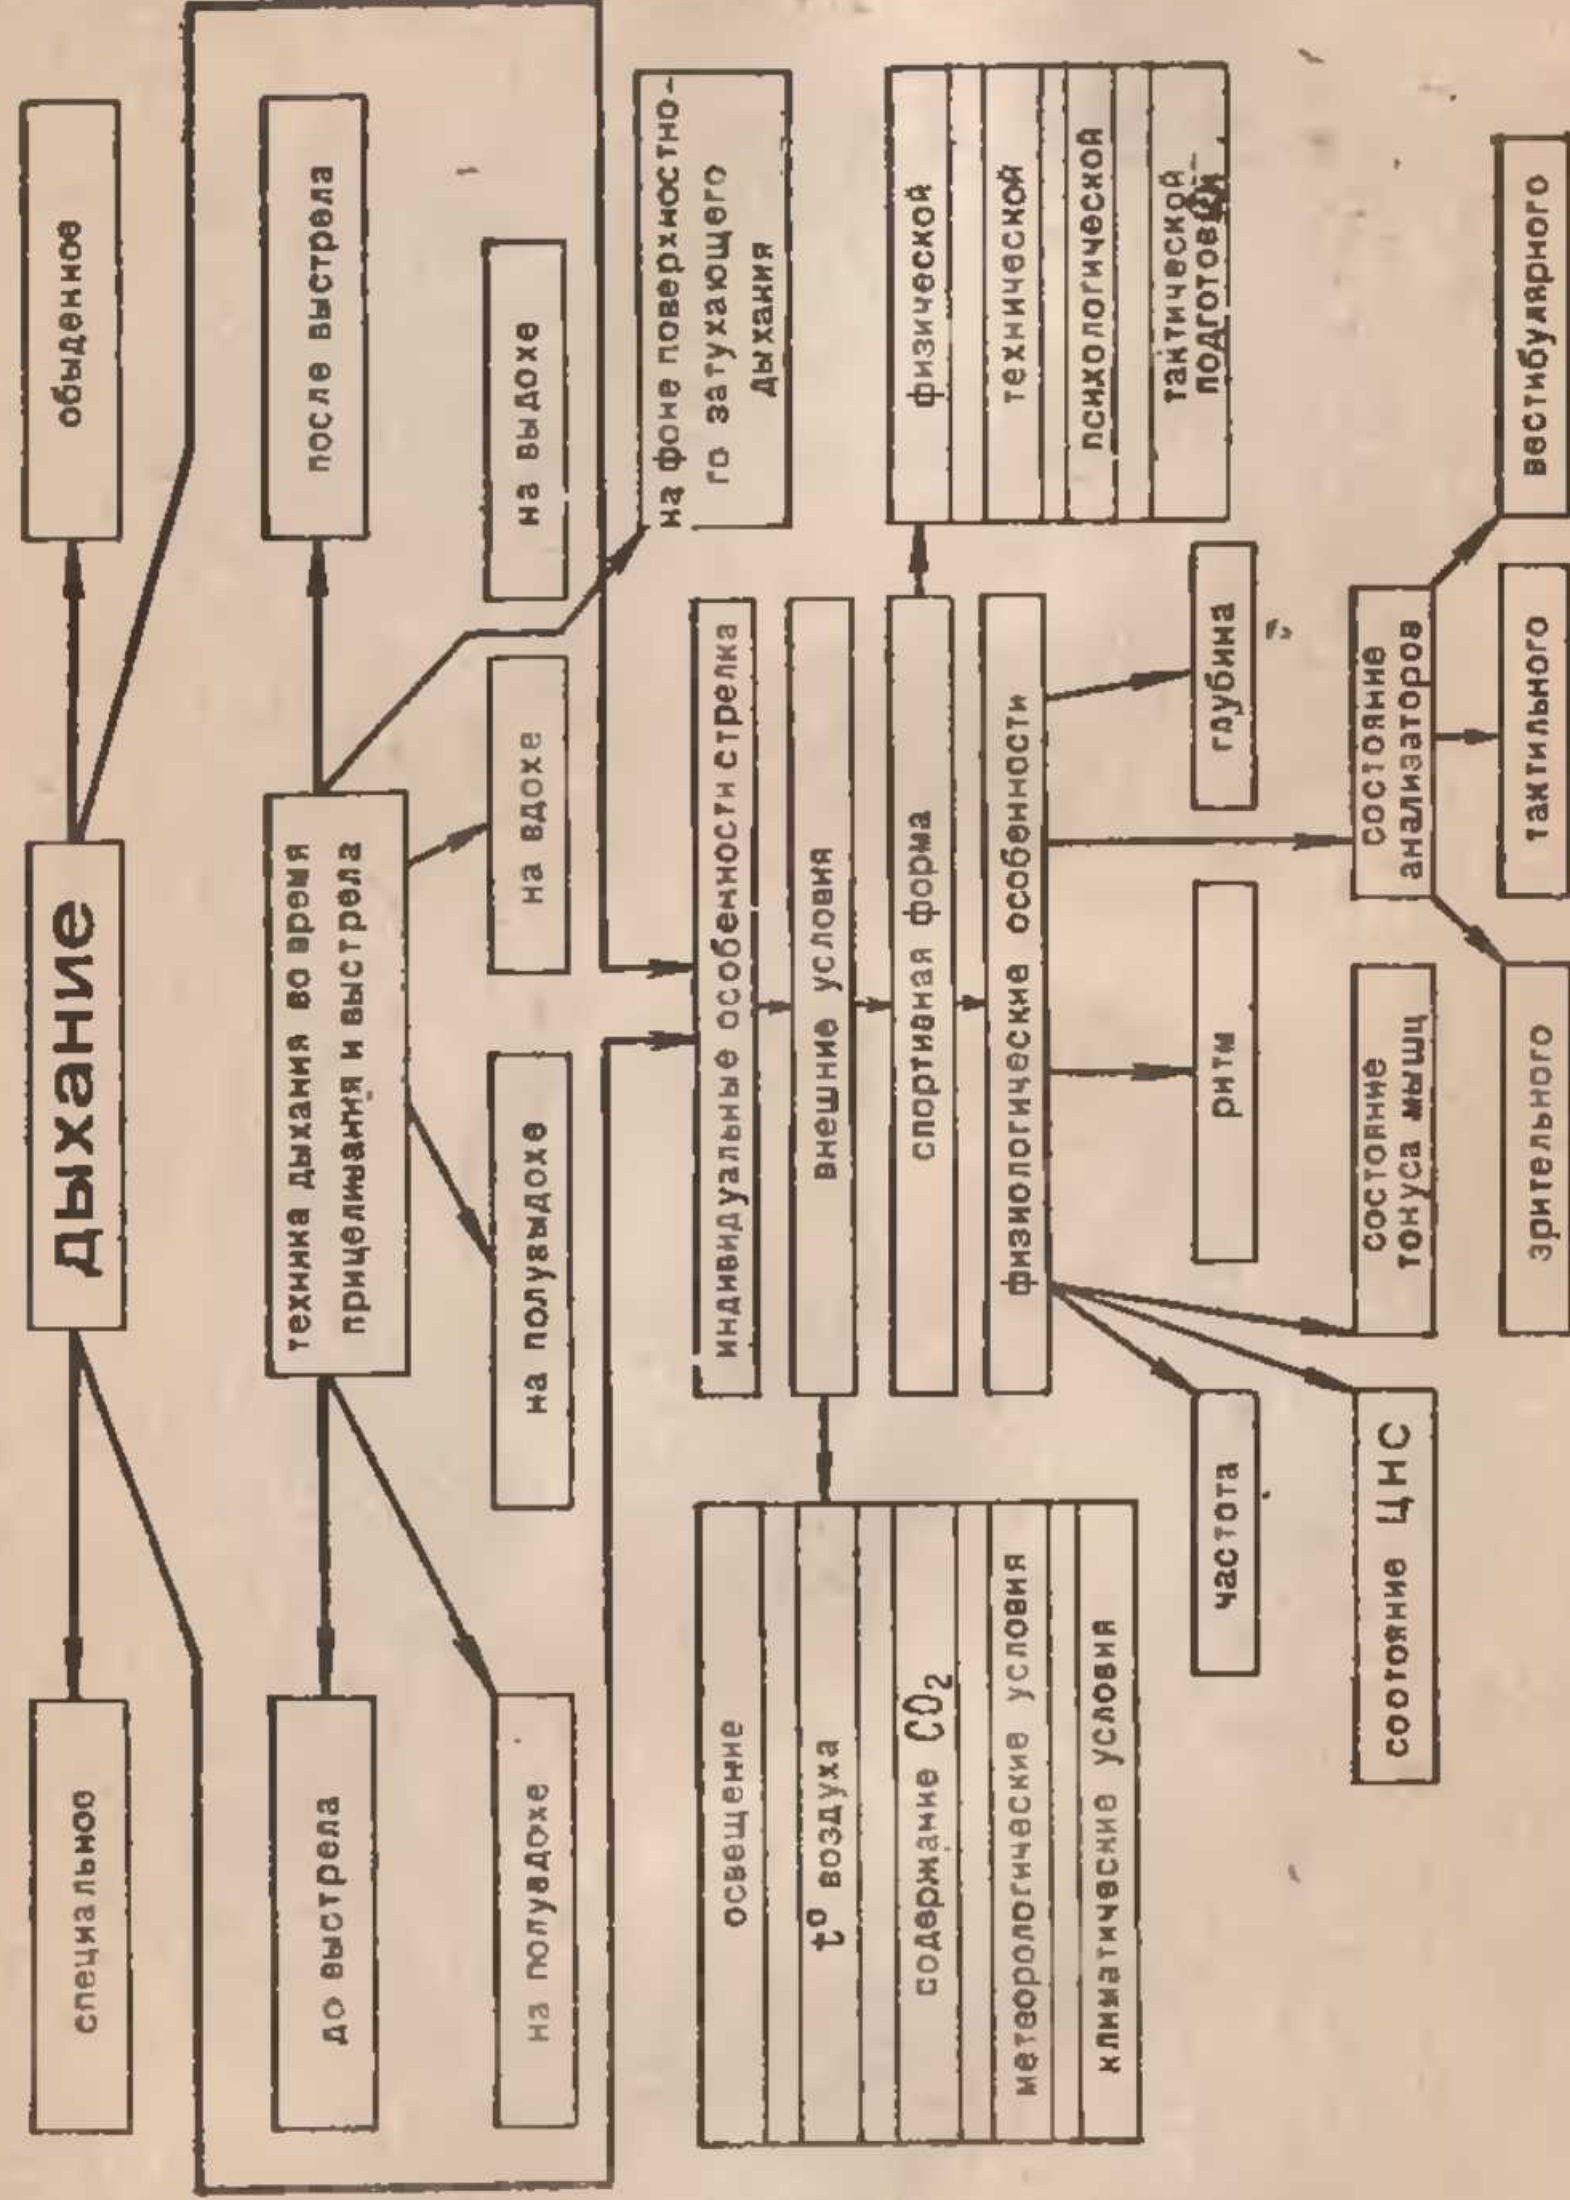 дыхание
специальное
обыденное
техника дыхания во время
прицеливания и выстрела
до выстрела
после выстрела
на полувдохе
на полувыдохе
на вдохе
на выдохе
на фоне поверхностно-
го затухающего
дыхания
индивидуальные особенности стрелка
внешние условия
спортивная форма
физиологические особенности
освещение
t° воздуха
содержание CO₂
метеорологические условия
климатические условия
физической
технической
психологической
тактической
подготовки
частота
ритм
глубина
соотояние ЦНС
состояние
тонуса мышц
состояние
анализаторов
зрительного
тактильного
вестибулярного